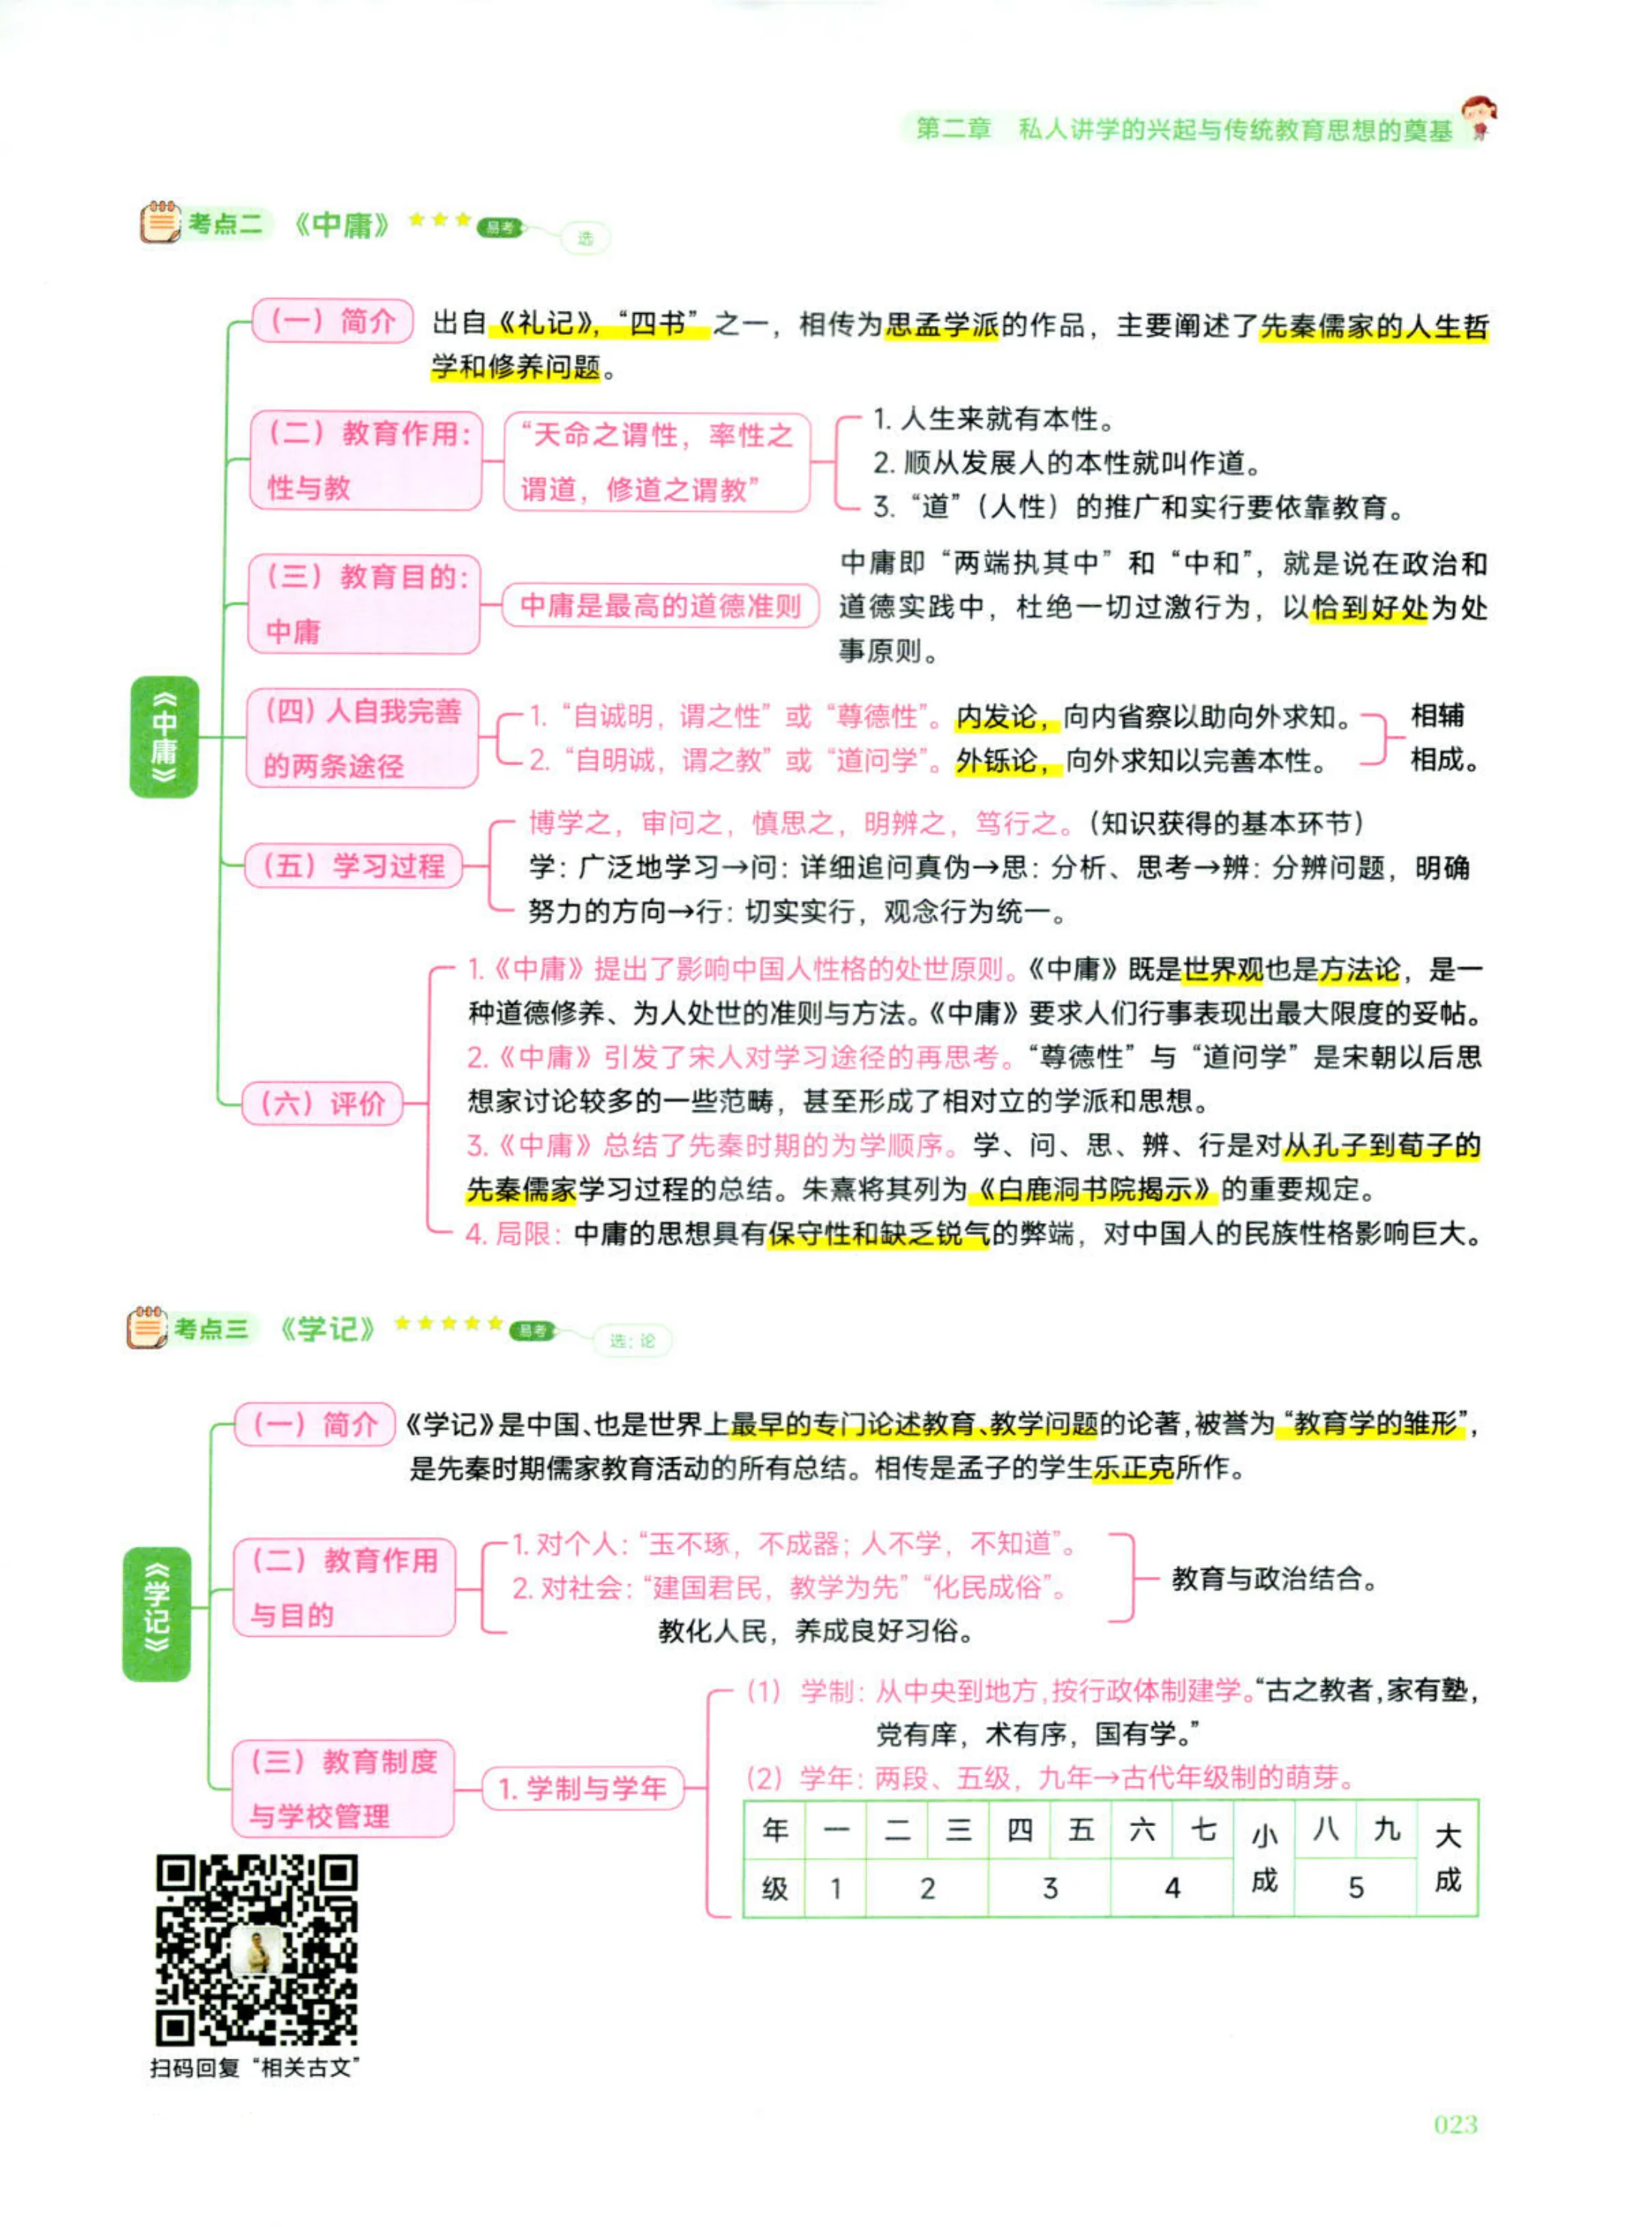 第二章 私人讲学的兴起与传统教育思想的奠基
考点二 《中庸》 ★★★ 易考 选
《中庸》
（一）简介
出自《礼记》，“四书”之一，相传为思孟学派的作品，主要阐述了先秦儒家的人生哲
学和修养问题。
（二）教育作用：
性与教
“天命之谓性，率性之
谓道，修道之谓教”
1. 人生来就有本性。
2. 顺从发展人的本性就叫作道。
3. “道”（人性）的推广和实行要依靠教育。
（三）教育目的：
中庸
中庸是最高的道德准则
中庸即“两端执其中”和“中和”，就是说在政治和
道德实践中，杜绝一切过激行为，以恰到好处为处
事原则。
（四）人自我完善
的两条途径
1. “自诚明，谓之性”或“尊德性”。内发论，向内省察以助向外求知。
2. “自明诚，谓之教”或“道问学”。外铄论，向外求知以完善本性。
相辅
相成。
（五）学习过程
博学之，审问之，慎思之，明辨之，笃行之。（知识获得的基本环节）
学：广泛地学习→问：详细追问真伪→思：分析、思考→辨：分辨问题，明确
努力的方向→行：切实实行，观念行为统一。
（六）评价
1.《中庸》提出了影响中国人性格的处世原则。《中庸》既是世界观也是方法论，是一
种道德修养、为人处世的准则与方法。《中庸》要求人们行事表现出最大限度的妥帖。
2.《中庸》引发了宋人对学习途径的再思考。“尊德性”与“道问学”是宋朝以后思
想家讨论较多的一些范畴，甚至形成了相对立的学派和思想。
3.《中庸》总结了先秦时期的为学顺序。学、问、思、辨、行是对从孔子到荀子的
先秦儒家学习过程的总结。朱熹将其列为《白鹿洞书院揭示》的重要规定。
4. 局限：中庸的思想具有保守性和缺乏锐气的弊端，对中国人的民族性格影响巨大。
考点三 《学记》 ★★★★★ 易考 选；论
《学记》
（一）简介
《学记》是中国、也是世界上最早的专门论述教育、教学问题的论著，被誉为“教育学的雏形”，
是先秦时期儒家教育活动的所有总结。相传是孟子的学生乐正克所作。
（二）教育作用
与目的
1. 对个人：“玉不琢，不成器；人不学，不知道”。
2. 对社会：“建国君民，教学为先”“化民成俗”。
教化人民，养成良好习俗。
教育与政治结合。
（三）教育制度
与学校管理
1. 学制与学年
（1） 学制：从中央到地方，按行政体制建学。“古之教者，家有塾，
党有庠，术有序，国有学。”
（2） 学年：两段、五级，九年→古代年级制的萌芽。
年 一 二 三 四 五 六 七 小成 八 九 大成
级 1 2 3 4 5
扫码回复“相关古文”
023